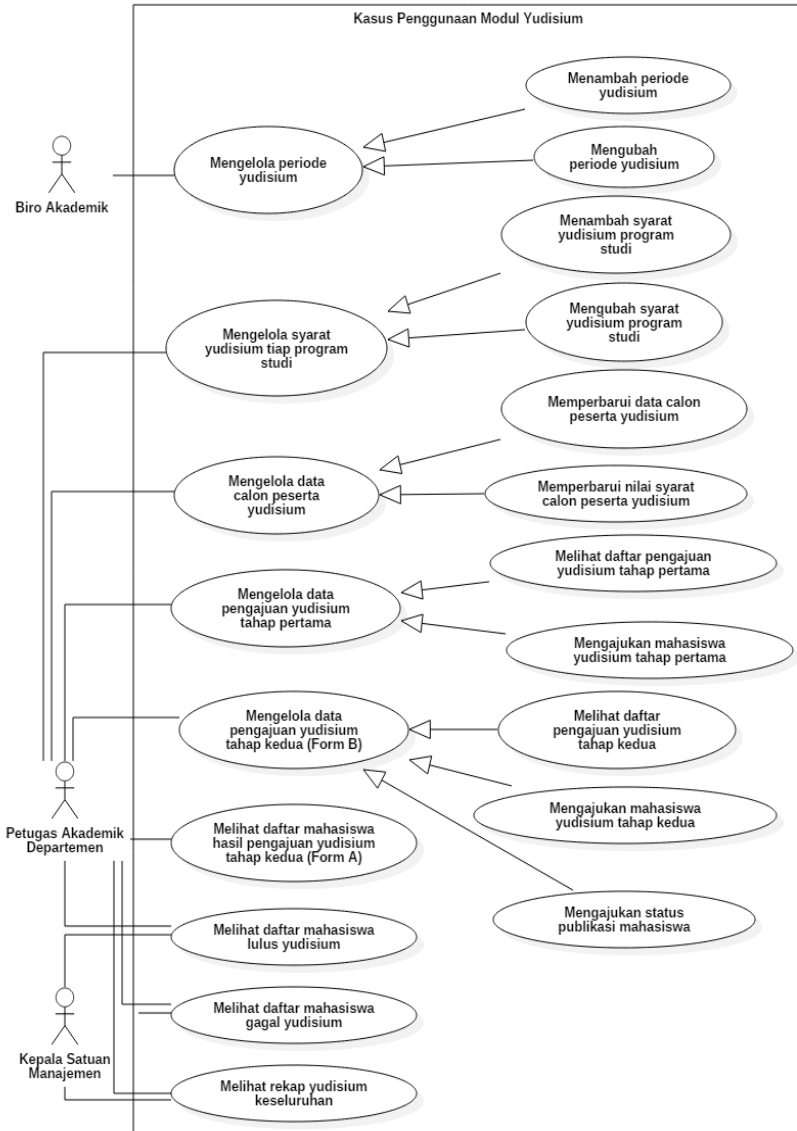 Kasus Penggunaan Modul Yudisium
Menambah periode
yudisium
Mengelola periode
yudisium
Mengubah
periode yudisium
Biro Akademik
Menambah syarat
yudisium program
studi
Mengelola syarat
yudisium tiap program
studi
Mengubah syarat
yudisium program
studi
Memperbarui data calon
peserta yudisium
Mengelola data
calon peserta
yudisium
Memperbarui nilai syarat
calon peserta yudisium
Melihat daftar pengajuan
yudisium tahap pertama
Mengelola data
pengajuan yudisium
tahap pertama
Mengajukan mahasiswa
yudisium tahap pertama
Mengelola data
pengajuan yudisium
tahap kedua (Form B)
Melihat daftar
pengajuan yudisium
tahap kedua
Mengajukan mahasiswa
yudisium tahap kedua
Petugas Akademik
Departemen
Melihat daftar mahasiswa
hasil pengajuan yudisium
tahap kedua (Form A)
Mengajukan status
publikasi mahasiswa
Melihat daftar mahasiswa
lulus yudisium
Melihat daftar mahasiswa
gagal yudisium
Kepala Satuan
Manajemen
Melihat rekap yudisium
keseluruhan